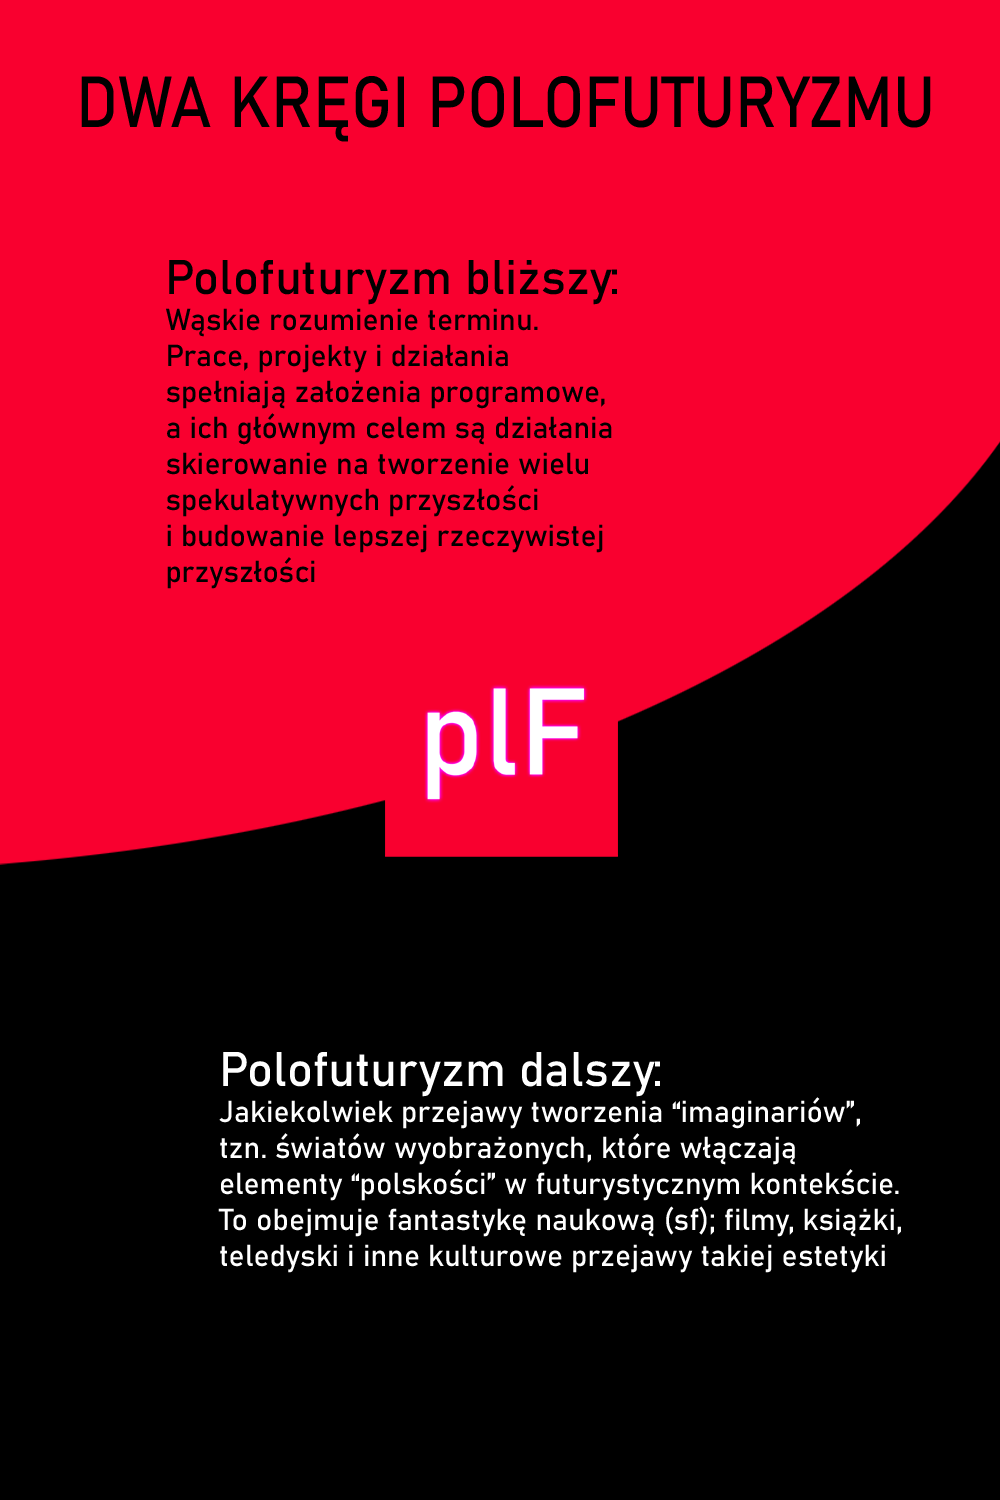 DWA KRĘGI POLOFUTURYZMU
Polofuturyzm bliższy:
Wąskie rozumienie terminu.
Prace, projekty i działania
spełniają założenia programowe,
a ich głównym celem są działania
skierowanie na tworzenie wielu
spekulatywnych przyszłości
i budowanie lepszej rzeczywistej
przyszłości
plF
Polofuturyzm dalszy:
Jakiekolwiek przejawy tworzenia “imaginariów”,
tzn. światów wyobrażonych, które włączają
elementy “polskości” w futurystycznym kontekście.
To obejmuje fantastykę naukową (sf); filmy, książki,
teledyski i inne kulturowe przejawy takiej estetyki